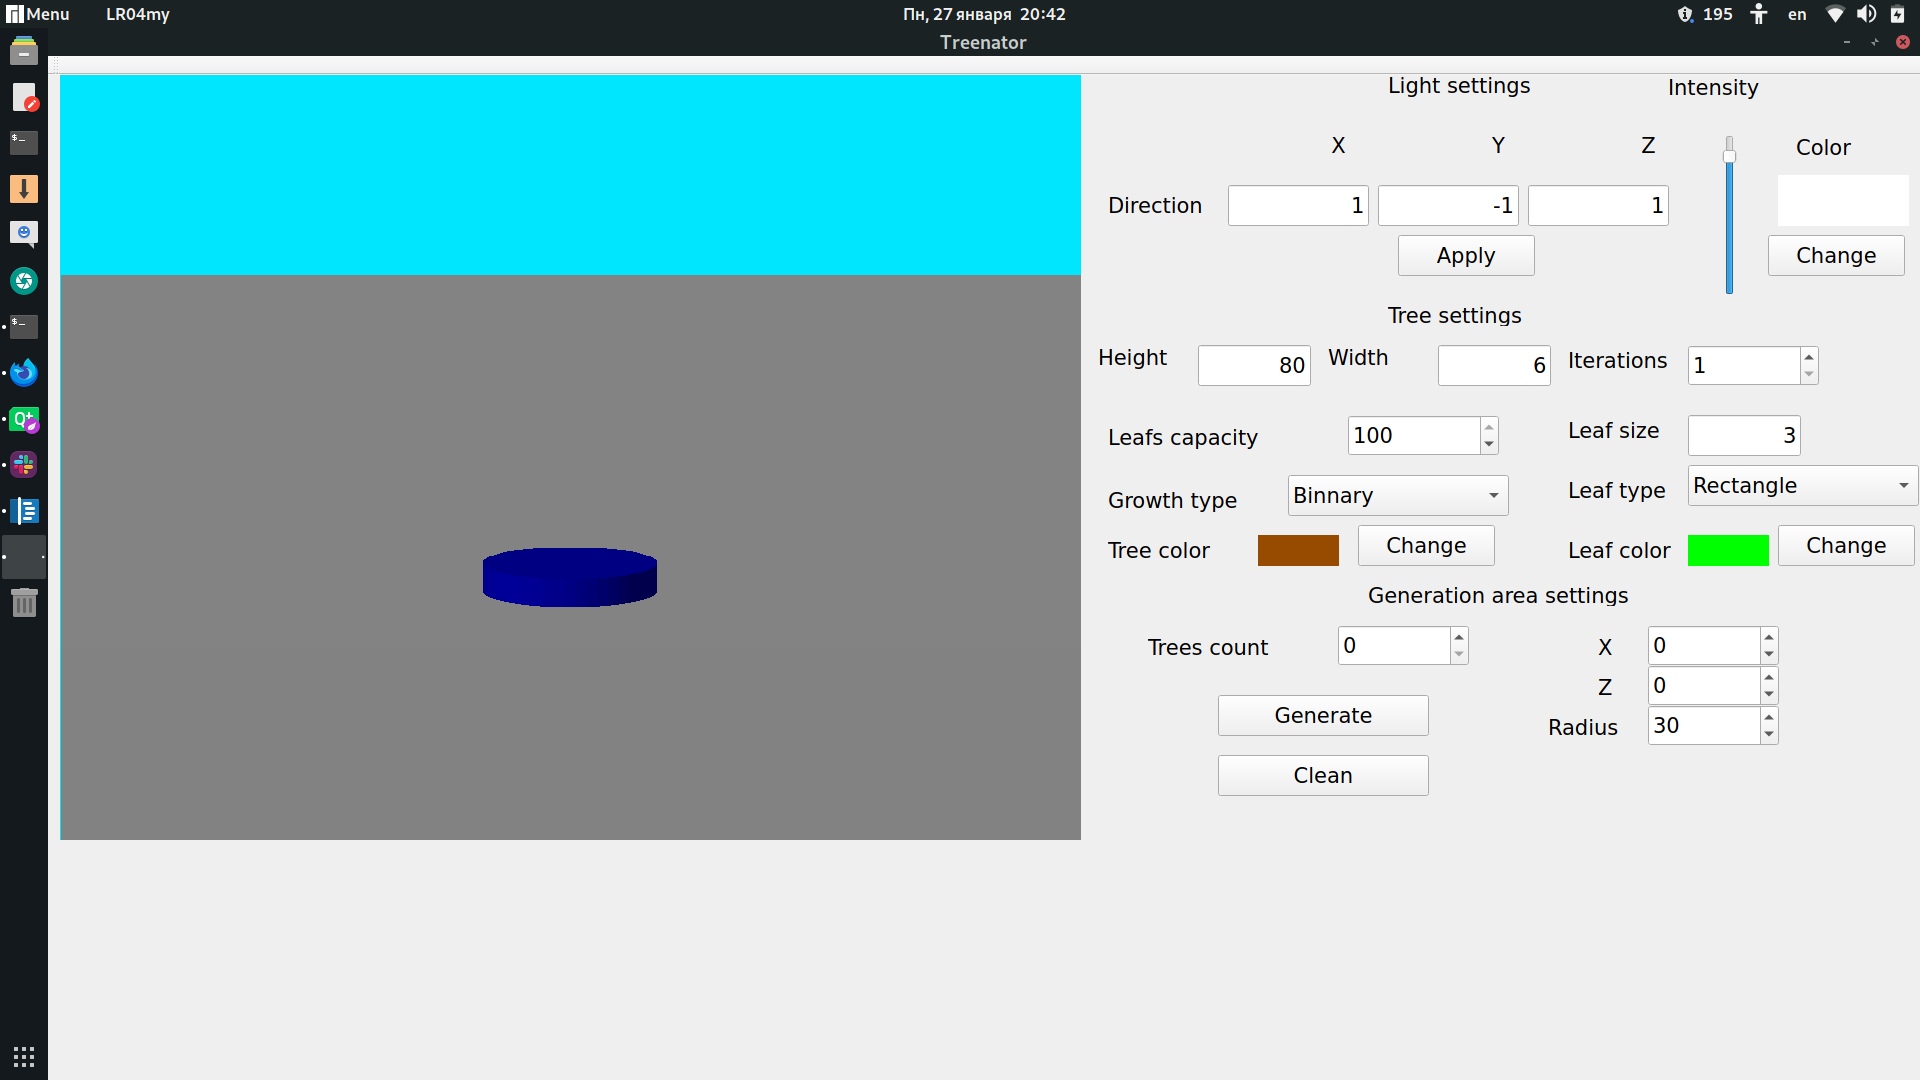 Menu LR04my Пн, 27 января 20:42 195 en
Treenator
Light settings Intensity
X Y Z Color
Direction 1 -1 1
Apply Change
Tree settings
Height 80 Width 6 Iterations 1
Leafs capacity 100 Leaf size 3
Growth type Binnary Leaf type Rectangle
Tree color Change Leaf color Change
Generation area settings
Trees count 0 X 0
Z 0
Generate Radius 30
Clean